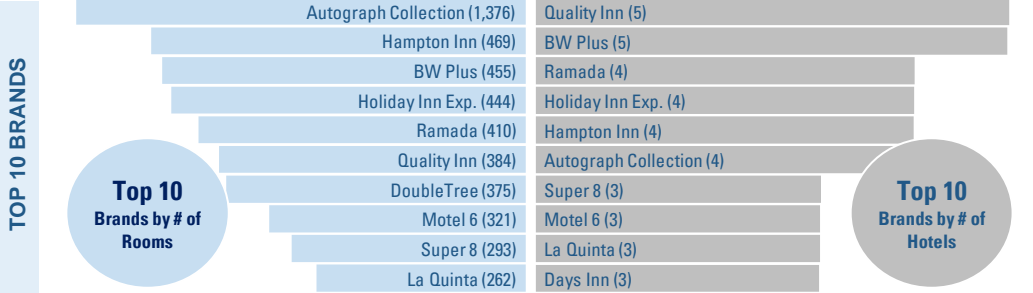 TOP 10 BRANDS
Autograph Collection (1,376)
Hampton Inn (469)
BW Plus (455)
Holiday Inn Exp. (444)
Ramada (410)
Quality Inn (384)
DoubleTree (375)
Motel 6 (321)
Super 8 (293)
La Quinta (262)
Top 10
Brands by # of
Rooms
Quality Inn (5)
BW Plus (5)
Ramada (4)
Holiday Inn Exp. (4)
Hampton Inn (4)
Autograph Collection (4)
Super 8 (3)
Motel 6 (3)
La Quinta (3)
Days Inn (3)
Top 10
Brands by # of
Hotels